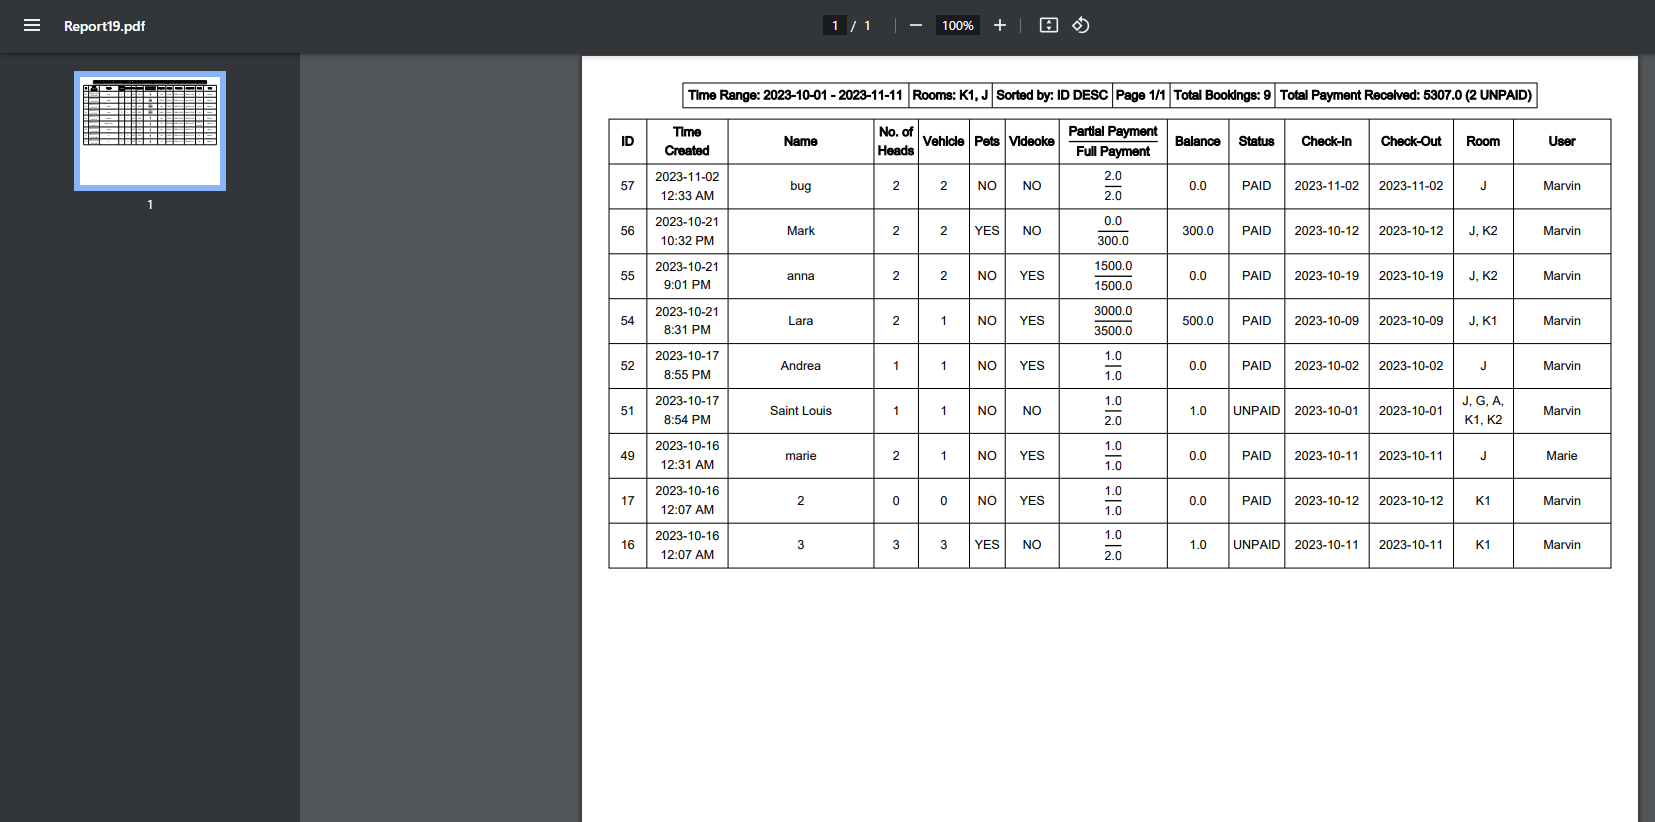 Report19.pdf
1 / 1
100%
1
Time Range: 2023-10-01 - 2023-11-11 Rooms: K1, J Sorted by: ID DESC Page 1/1 Total Bookings: 9 Total Payment Received: 5307.0 (2 UNPAID)
ID Time Created Name No. of Heads Vehicle Pets Videoke Partial Payment Full Payment Balance Status Check-In Check-Out Room User
57 2023-11-02 12:33 AM bug 2 2 NO NO 2.0 2.0 0.0 PAID 2023-11-02 2023-11-02 J Marvin
56 2023-10-21 10:32 PM Mark 2 2 YES NO 0.0 300.0 300.0 PAID 2023-10-12 2023-10-12 J, K2 Marvin
55 2023-10-21 9:01 PM anna 2 2 NO YES 1500.0 1500.0 0.0 PAID 2023-10-19 2023-10-19 J, K2 Marvin
54 2023-10-21 8:31 PM Lara 2 1 NO YES 3000.0 3500.0 500.0 PAID 2023-10-09 2023-10-09 J, K1 Marvin
52 2023-10-17 8:55 PM Andrea 1 1 NO YES 1.0 1.0 0.0 PAID 2023-10-02 2023-10-02 J Marvin
51 2023-10-17 8:54 PM Saint Louis 1 1 NO NO 1.0 2.0 1.0 UNPAID 2023-10-01 2023-10-01 J, G, A, K1, K2 Marvin
49 2023-10-16 12:31 AM marie 2 1 NO YES 1.0 1.0 0.0 PAID 2023-10-11 2023-10-11 J Marie
17 2023-10-16 12:07 AM 2 0 0 NO YES 1.0 1.0 0.0 PAID 2023-10-12 2023-10-12 K1 Marvin
16 2023-10-16 12:07 AM 3 3 3 YES NO 1.0 2.0 1.0 UNPAID 2023-10-11 2023-10-11 K1 Marvin